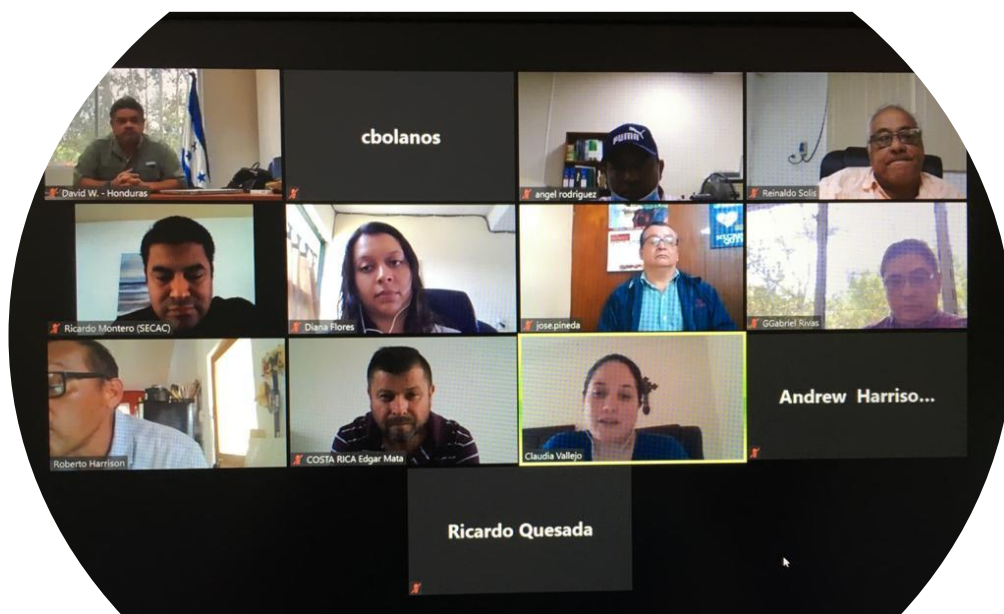 David W. - Honduras
cbolanos
PUMA
angel rodriguez
Reinaldo Solis
Ricardo Montero (SECAC)
Diana Flores
jose.pineda
GGabriel Rivas
Roberto Harrison
COSTA RICA Edgar Mata
Claudia Vallejo
Andrew Harriso...
Ricardo Quesada